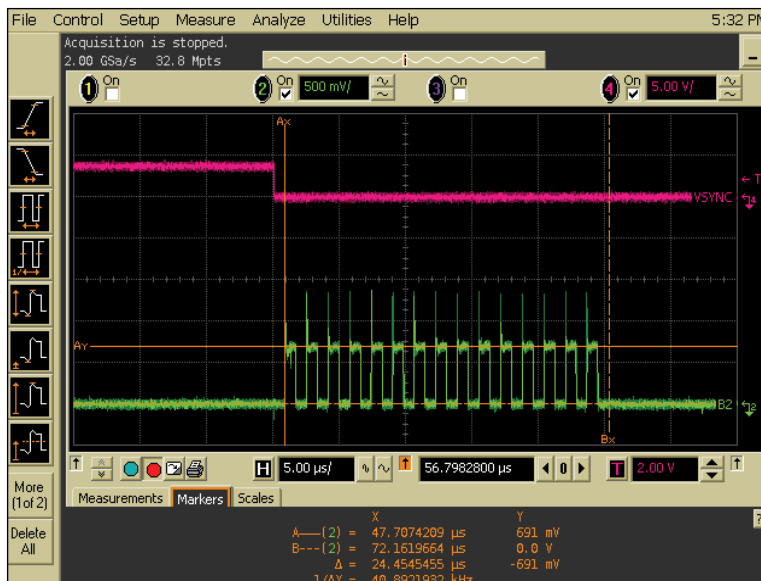 File Control Setup Measure Analyze Utilities Help 5:32 PM
Acquisition is stopped.
2.00 GSa/s 32.8 Mpts
1 On 2 On 500 mV/ 3 On 4 On 5.00 V/
Ax
T
VSYNC 4
Ay
B2 2
Bx
H 5.00 µs/ 56.7982800 µs 0 T 2.00 V
More
(1 of 2)
Delete
All
Measurements Markers Scales
X Y
A——(2) = 47.7074209 µs 691 mV
B---(2) = 72.1619664 µs 0.0 V
Δ = 24.4545455 µs -691 mV
1/ΔX = 40.8921932 kHz